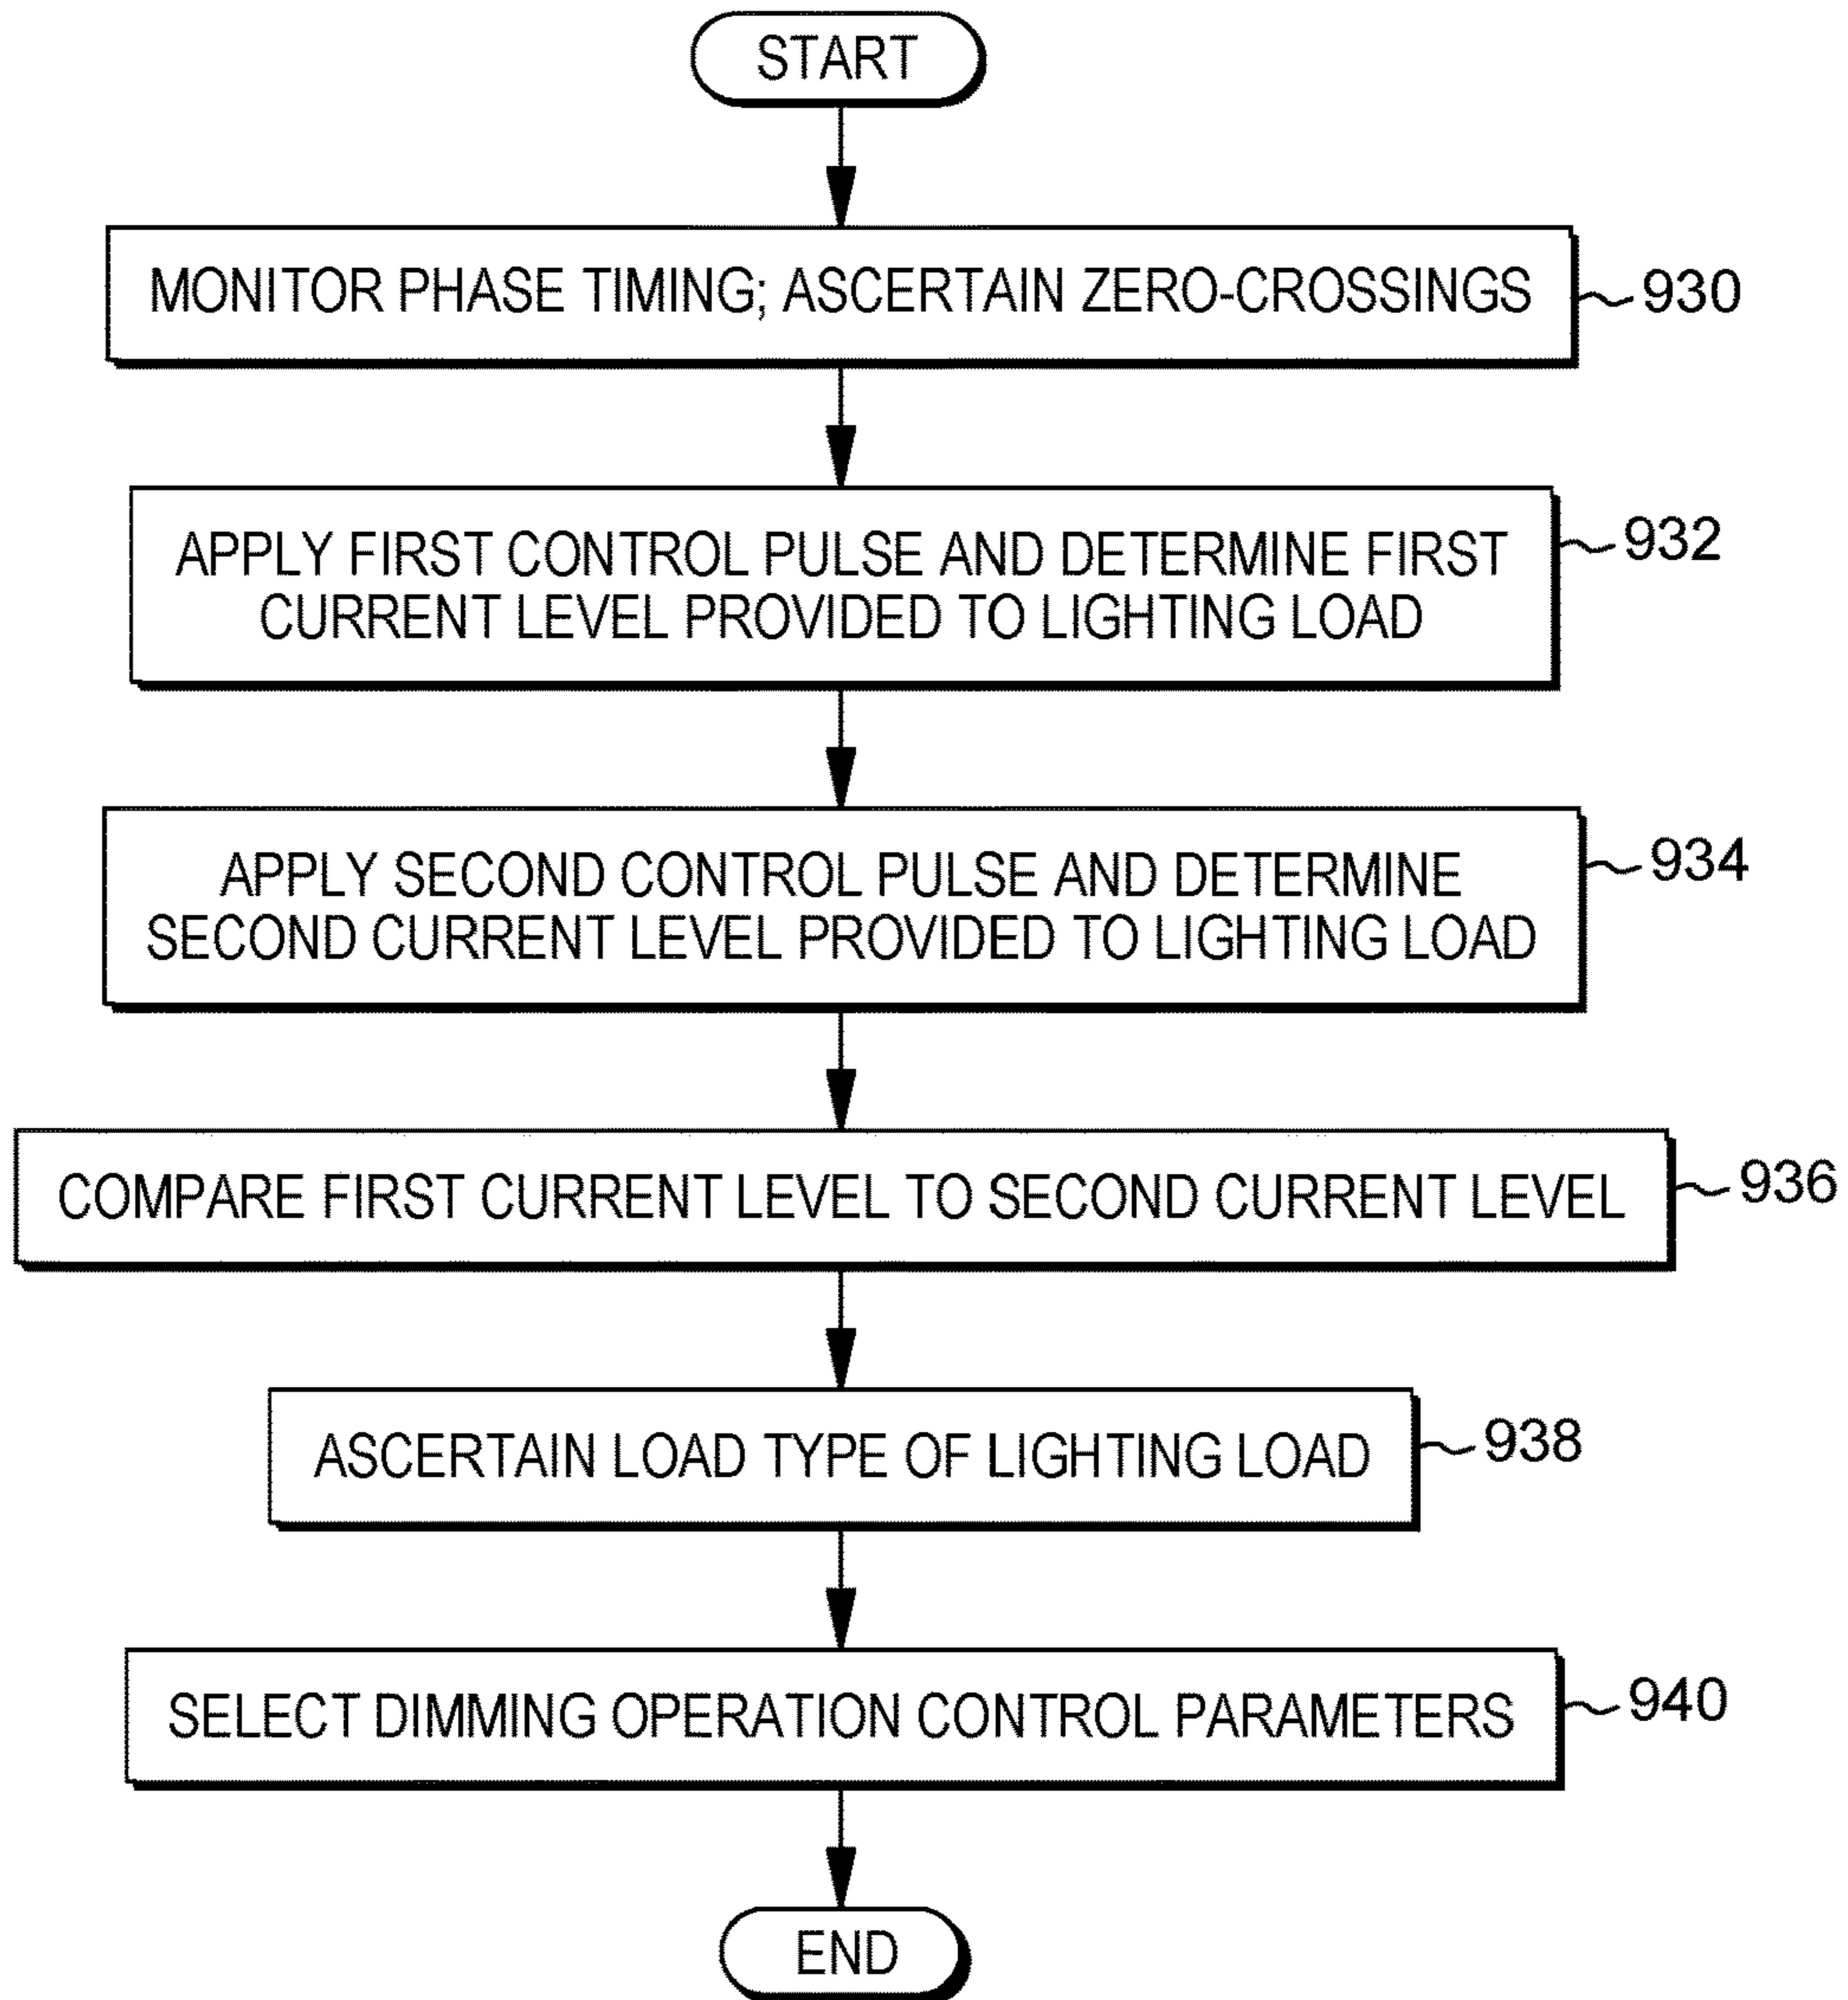 START
MONITOR PHASE TIMING; ASCERTAIN ZERO-CROSSINGS
930
APPLY FIRST CONTROL PULSE AND DETERMINE FIRST
CURRENT LEVEL PROVIDED TO LIGHTING LOAD
932
APPLY SECOND CONTROL PULSE AND DETERMINE
SECOND CURRENT LEVEL PROVIDED TO LIGHTING LOAD
934
COMPARE FIRST CURRENT LEVEL TO SECOND CURRENT LEVEL
936
ASCERTAIN LOAD TYPE OF LIGHTING LOAD
938
SELECT DIMMING OPERATION CONTROL PARAMETERS
940
END